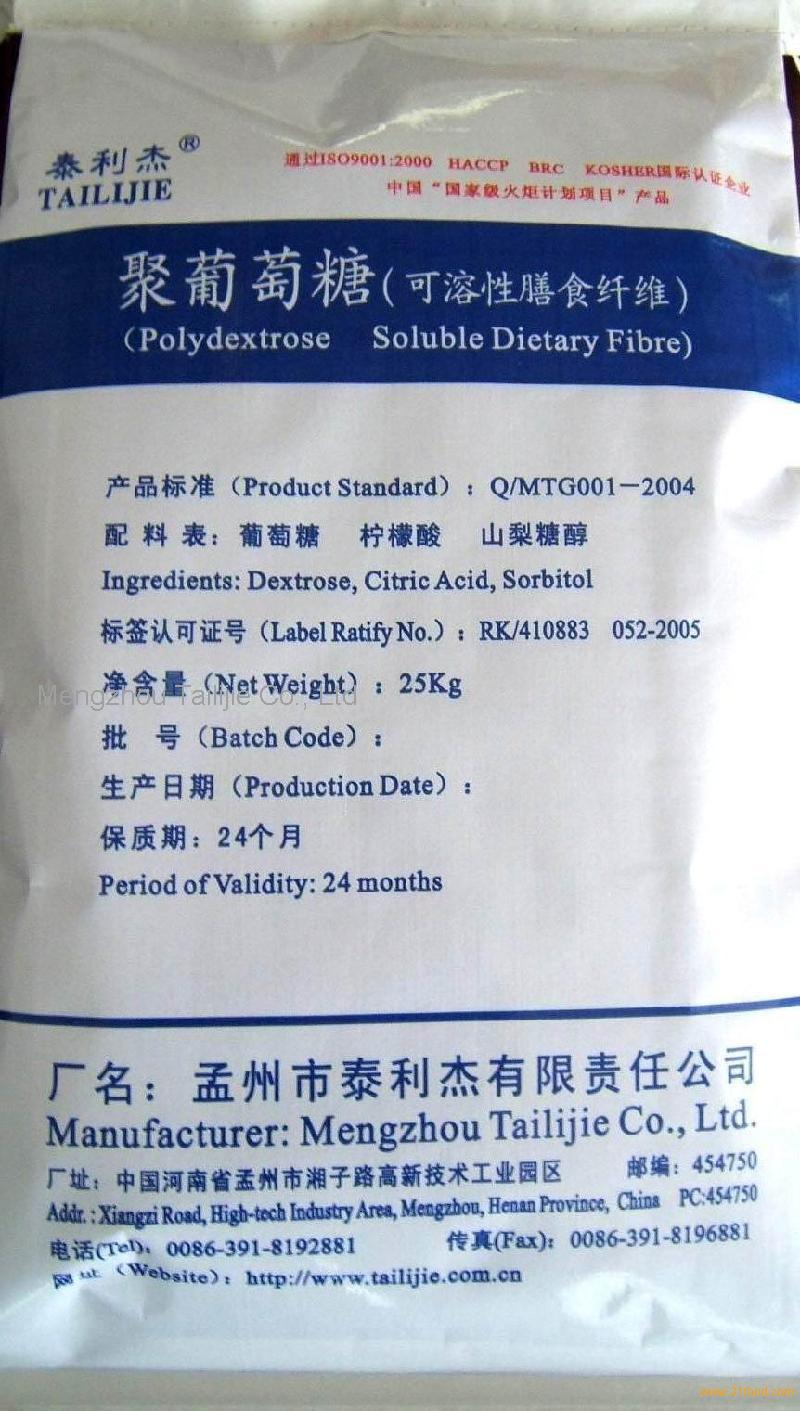 泰利杰®
TAILIJIE
通过ISO9001:2000 HACCP BRC KOSHER国际认证企业
中国“国家级火炬计划项目”产品
聚葡萄糖(可溶性膳食纤维)
(Polydextrose Soluble Dietary Fibre)
产品标准（Product Standard）：Q/MTG001－2004
配 料 表：葡萄糖 柠檬酸 山梨糖醇
Ingredients: Dextrose, Citric Acid, Sorbitol
标签认可证号（Label Ratify No.）：RK/410883 052-2005
净含量（Net Weight）：25Kg
Mengzhou Tailijie Co., Ltd
批 号（Batch Code）：
生产日期（Production Date）：
保质期：24个月
Period of Validity: 24 months
厂名：孟州市泰利杰有限责任公司
Manufacturer: Mengzhou Tailijie Co., Ltd.
厂址：中国河南省孟州市湘子路高新技术工业园区 邮编：454750
Addr.: Xiangzi Road, High-tech Industry Area, Mengzhou, Henan Province, China PC:454750
电话(Tel)：0086-391-8192881 传真(Fax)：0086-391-8196881
（Website）：http://www.tailijie.com.cn